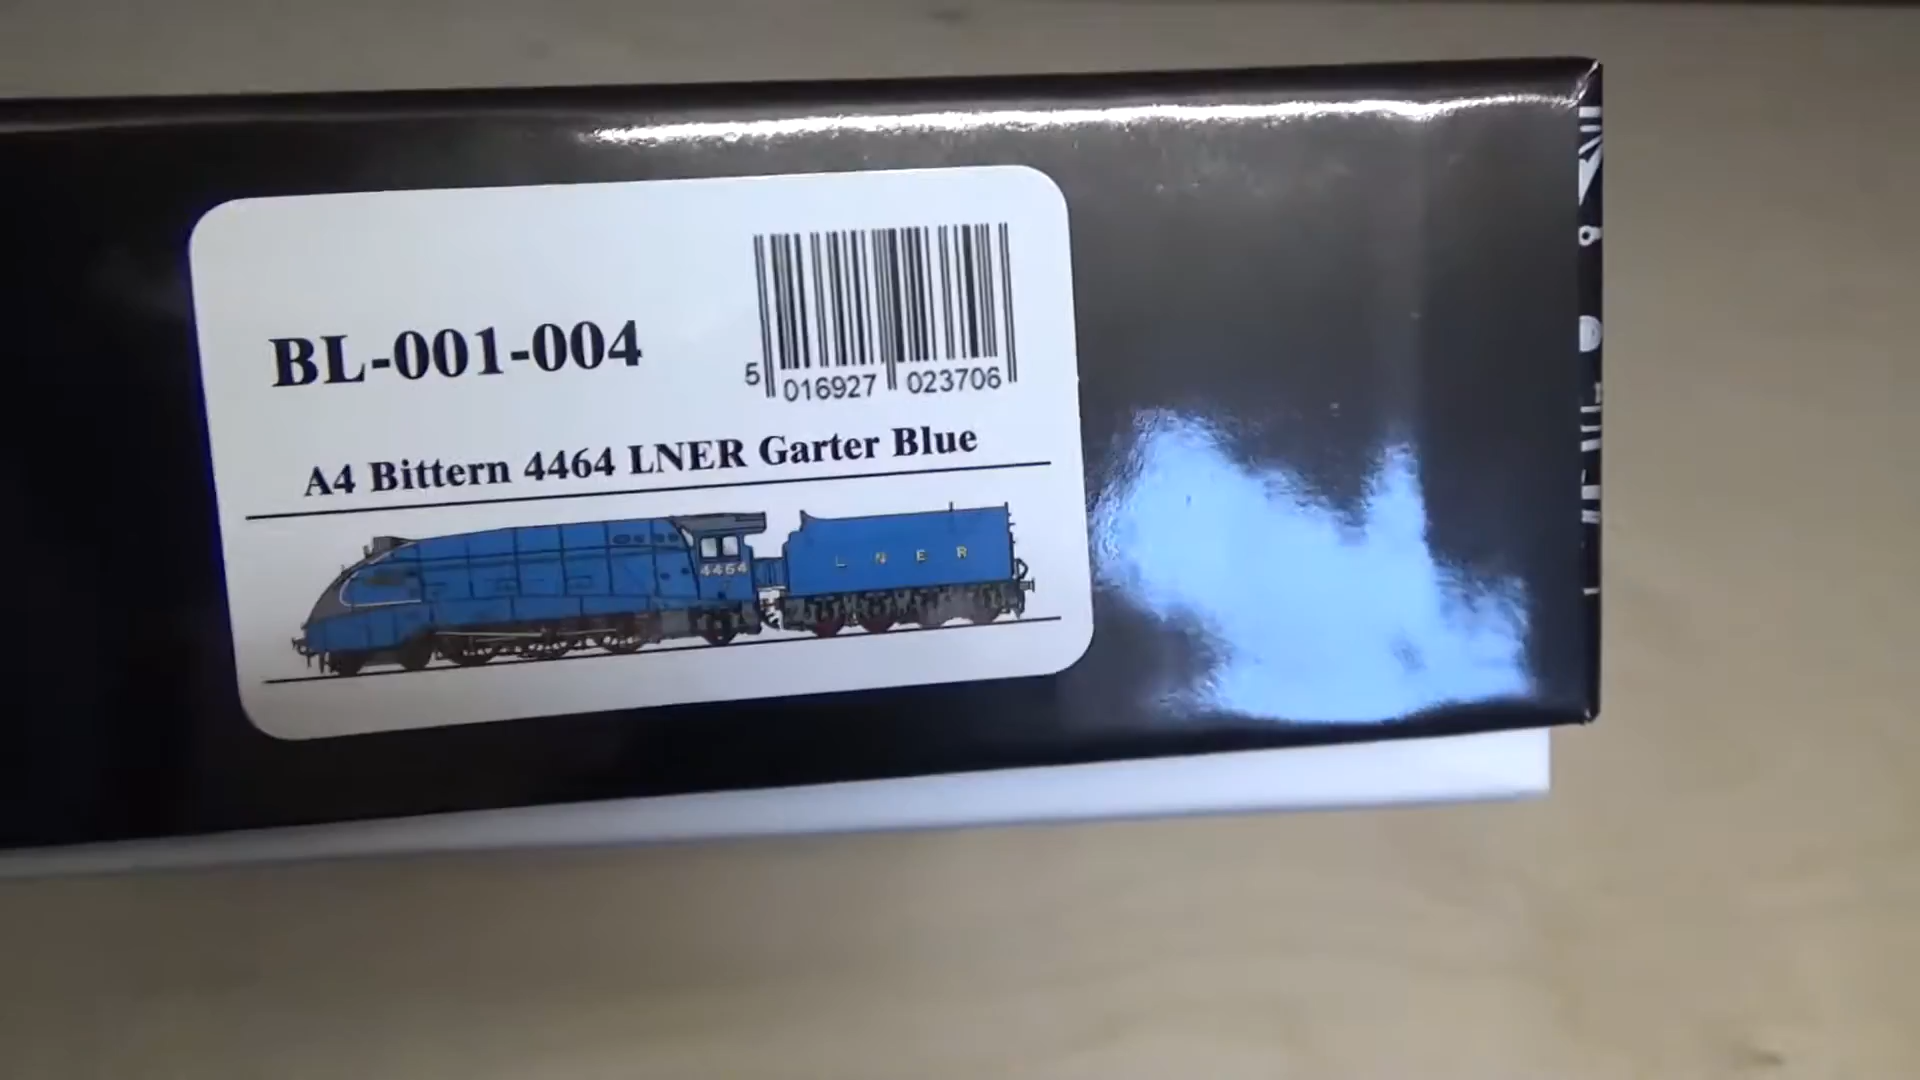 BL-001-004
5 016927 023706
A4 Bittern 4464 LNER Garter Blue
4464
L N E R